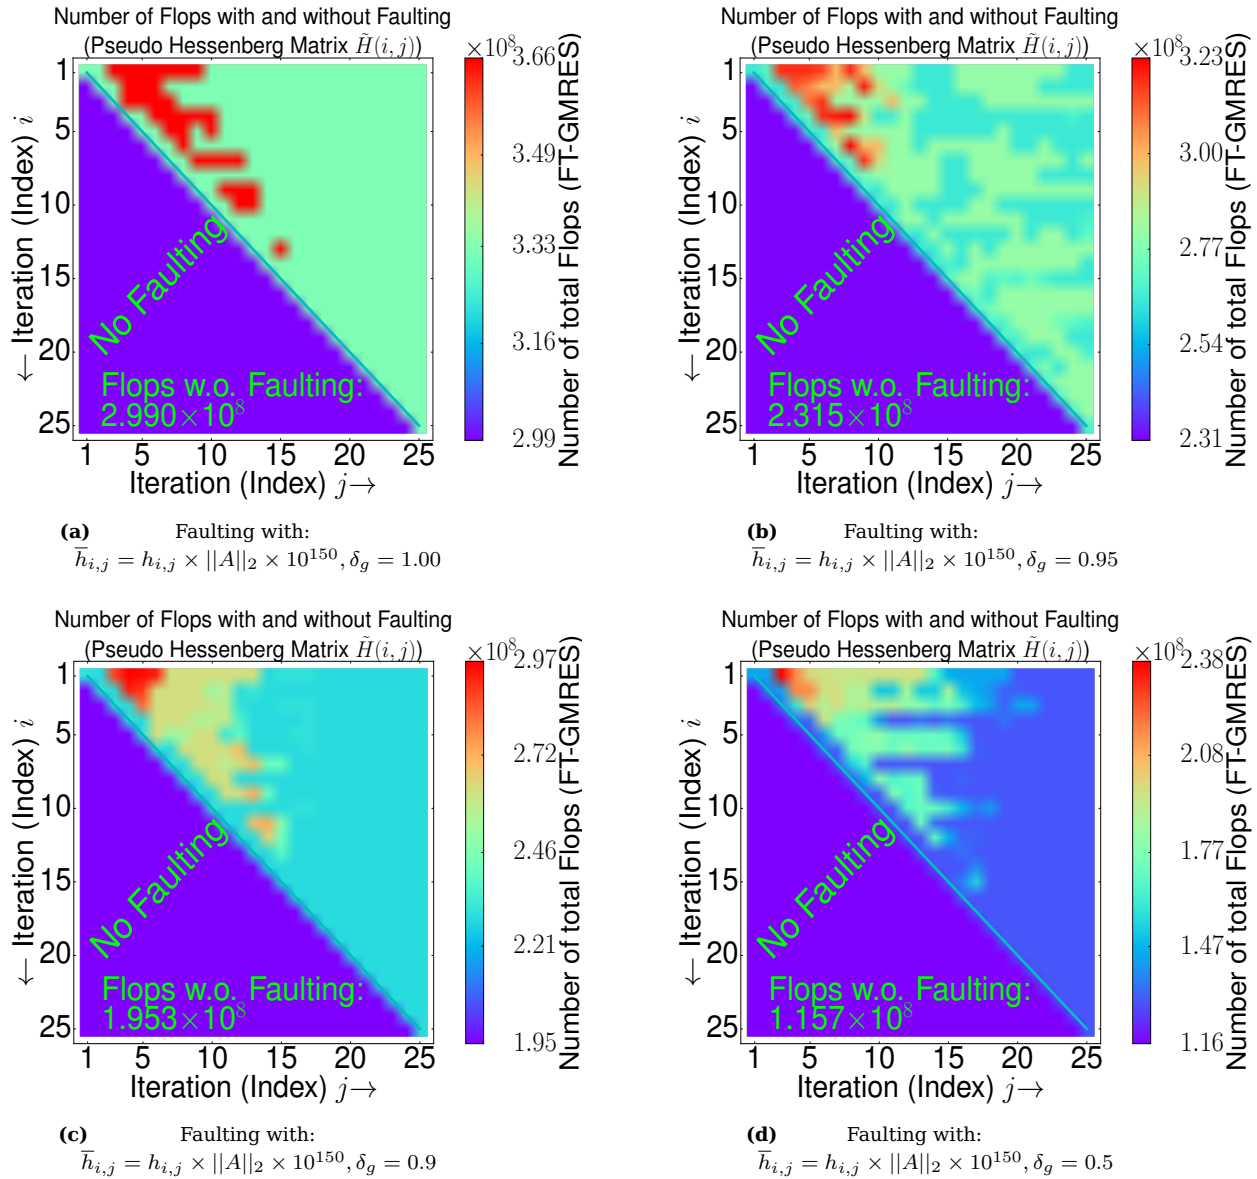 Number of Flops with and without Faulting
(Pseudo Hessenberg Matrix H̃(i, j))
×10⁸
3.66
3.49
3.33
3.16
2.99
Number of total Flops (FT-GMRES)
← Iteration (Index) i
1
5
10
15
20
25
No Faulting
Flops w.o. Faulting:
2.990×10⁸
1 5 10 15 20 25
Iteration (Index) j→
(a) Faulting with:
h̅_{i,j} = h_{i,j} × ||A||₂ × 10¹⁵⁰, δ_g = 1.00
Number of Flops with and without Faulting
(Pseudo Hessenberg Matrix H̃(i, j))
×10⁸
3.23
3.00
2.77
2.54
2.31
Number of total Flops (FT-GMRES)
← Iteration (Index) i
1
5
10
15
20
25
No Faulting
Flops w.o. Faulting:
2.315×10⁸
1 5 10 15 20 25
Iteration (Index) j→
(b) Faulting with:
h̅_{i,j} = h_{i,j} × ||A||₂ × 10¹⁵⁰, δ_g = 0.95
Number of Flops with and without Faulting
(Pseudo Hessenberg Matrix H̃(i, j))
×10⁸
2.97
2.72
2.46
2.21
1.95
Number of total Flops (FT-GMRES)
← Iteration (Index) i
1
5
10
15
20
25
No Faulting
Flops w.o. Faulting:
1.953×10⁸
1 5 10 15 20 25
Iteration (Index) j→
(c) Faulting with:
h̅_{i,j} = h_{i,j} × ||A||₂ × 10¹⁵⁰, δ_g = 0.9
Number of Flops with and without Faulting
(Pseudo Hessenberg Matrix H̃(i, j))
×10⁸
2.38
2.08
1.77
1.47
1.16
Number of total Flops (FT-GMRES)
← Iteration (Index) i
1
5
10
15
20
25
No Faulting
Flops w.o. Faulting:
1.157×10⁸
1 5 10 15 20 25
Iteration (Index) j→
(d) Faulting with:
h̅_{i,j} = h_{i,j} × ||A||₂ × 10¹⁵⁰, δ_g = 0.5